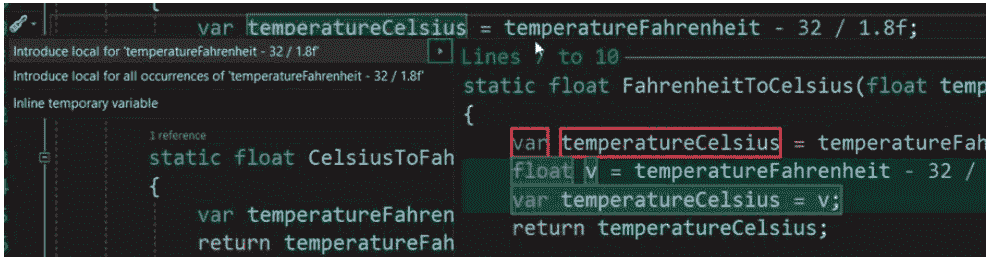 {
var temperatureCelsius = temperatureFahrenheit - 32 / 1.8f;
Introduce local for 'temperatureFahrenheit - 32 / 1.8f'
Introduce local for all occurrences of 'temperatureFahrenheit - 32 / 1.8f'
Inline temporary variable
1 reference
static float CelsiusToFah
{
var temperatureFahren
return temperatureFah
Lines 7 to 10
static float FahrenheitToCelsius(float temp
{
var temperatureCelsius = temperatureFa
float v = temperatureFahrenheit - 32 /
var temperatureCelsius = v;
return temperatureCelsius;